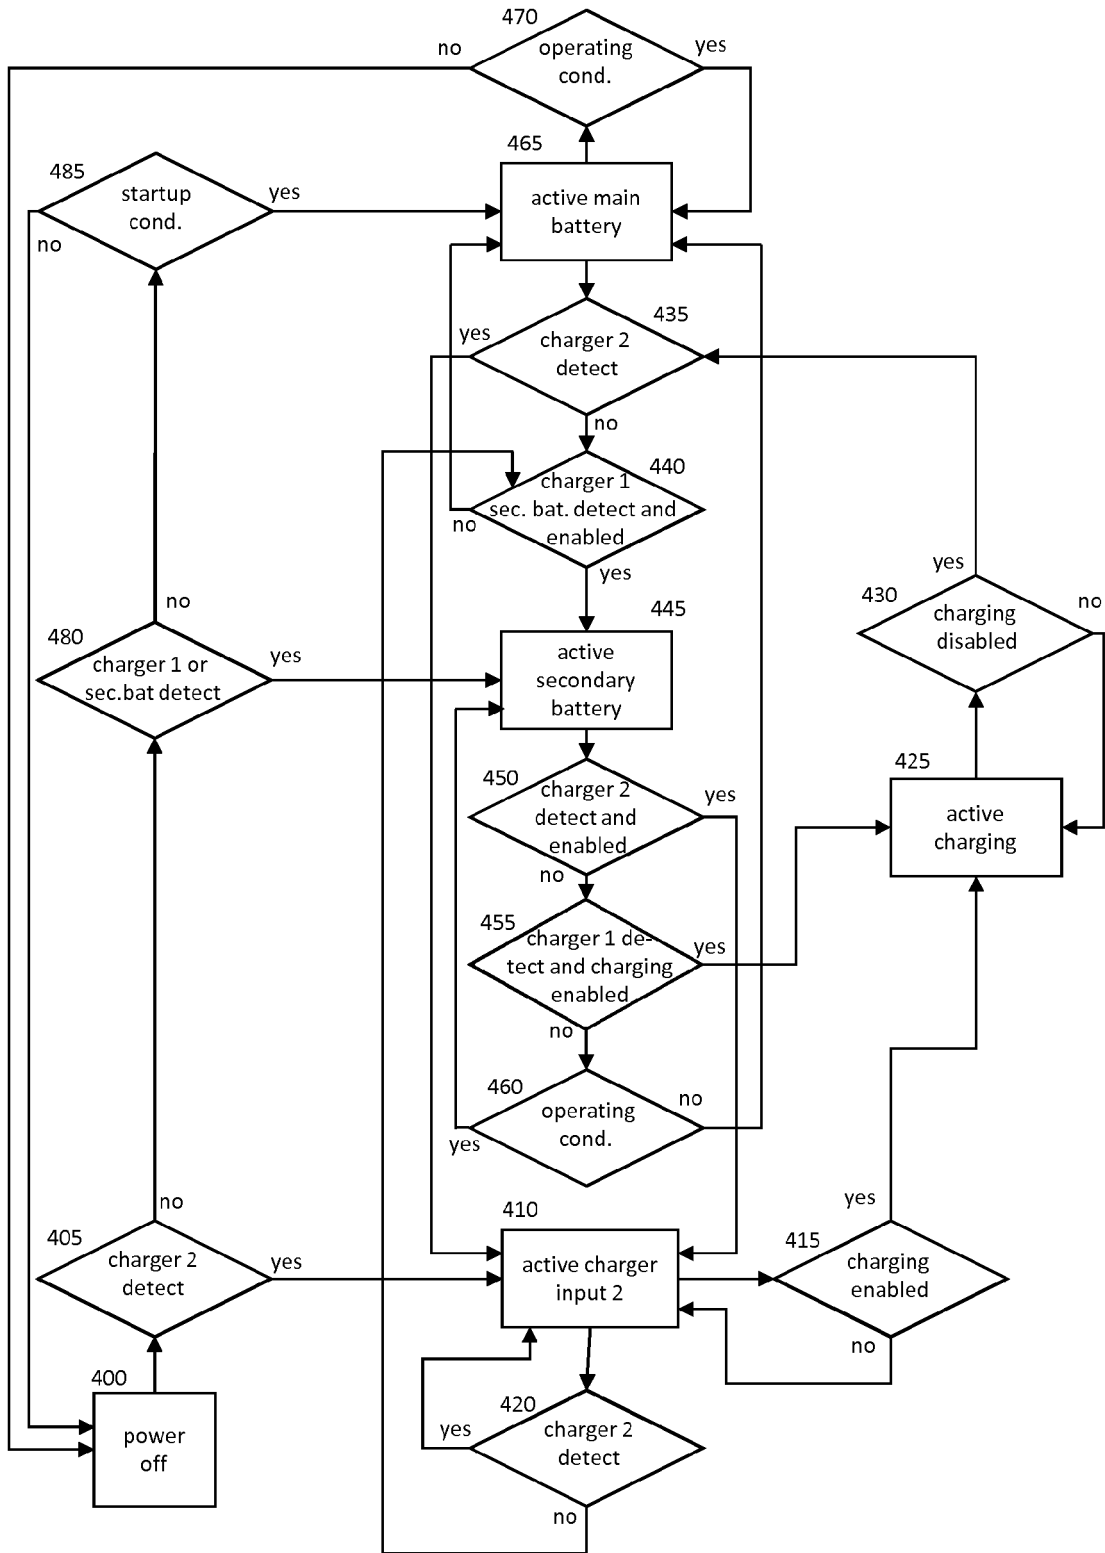 470
no
operating
cond.
yes
465
485
startup
cond.
yes
no
active main
battery
435
yes
charger 2
detect
no
440
charger 1
sec. bat. detect and
enabled
no
yes
430
yes
charging
disabled
no
no
480
charger 1 or
sec.bat detect
yes
445
active
secondary
battery
425
active
charging
450
charger 2
detect and
enabled
yes
no
455
charger 1 de-
tect and charging
enabled
yes
no
460
operating
cond.
no
yes
no
405
charger 2
detect
yes
410
active charger
input 2
yes
415
charging
enabled
no
400
power
off
420
yes
charger 2
detect
no